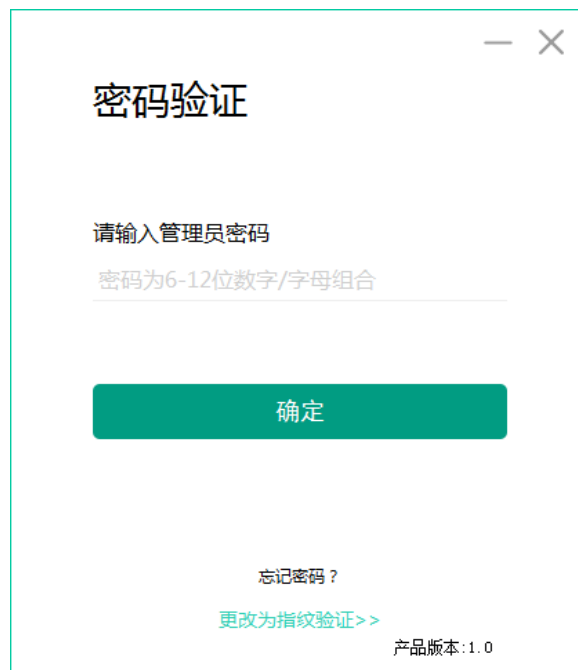 密码验证
请输入管理员密码
密码为6-12位数字/字母组合
确定
忘记密码？
更改为指纹验证>>
产品版本:1.0